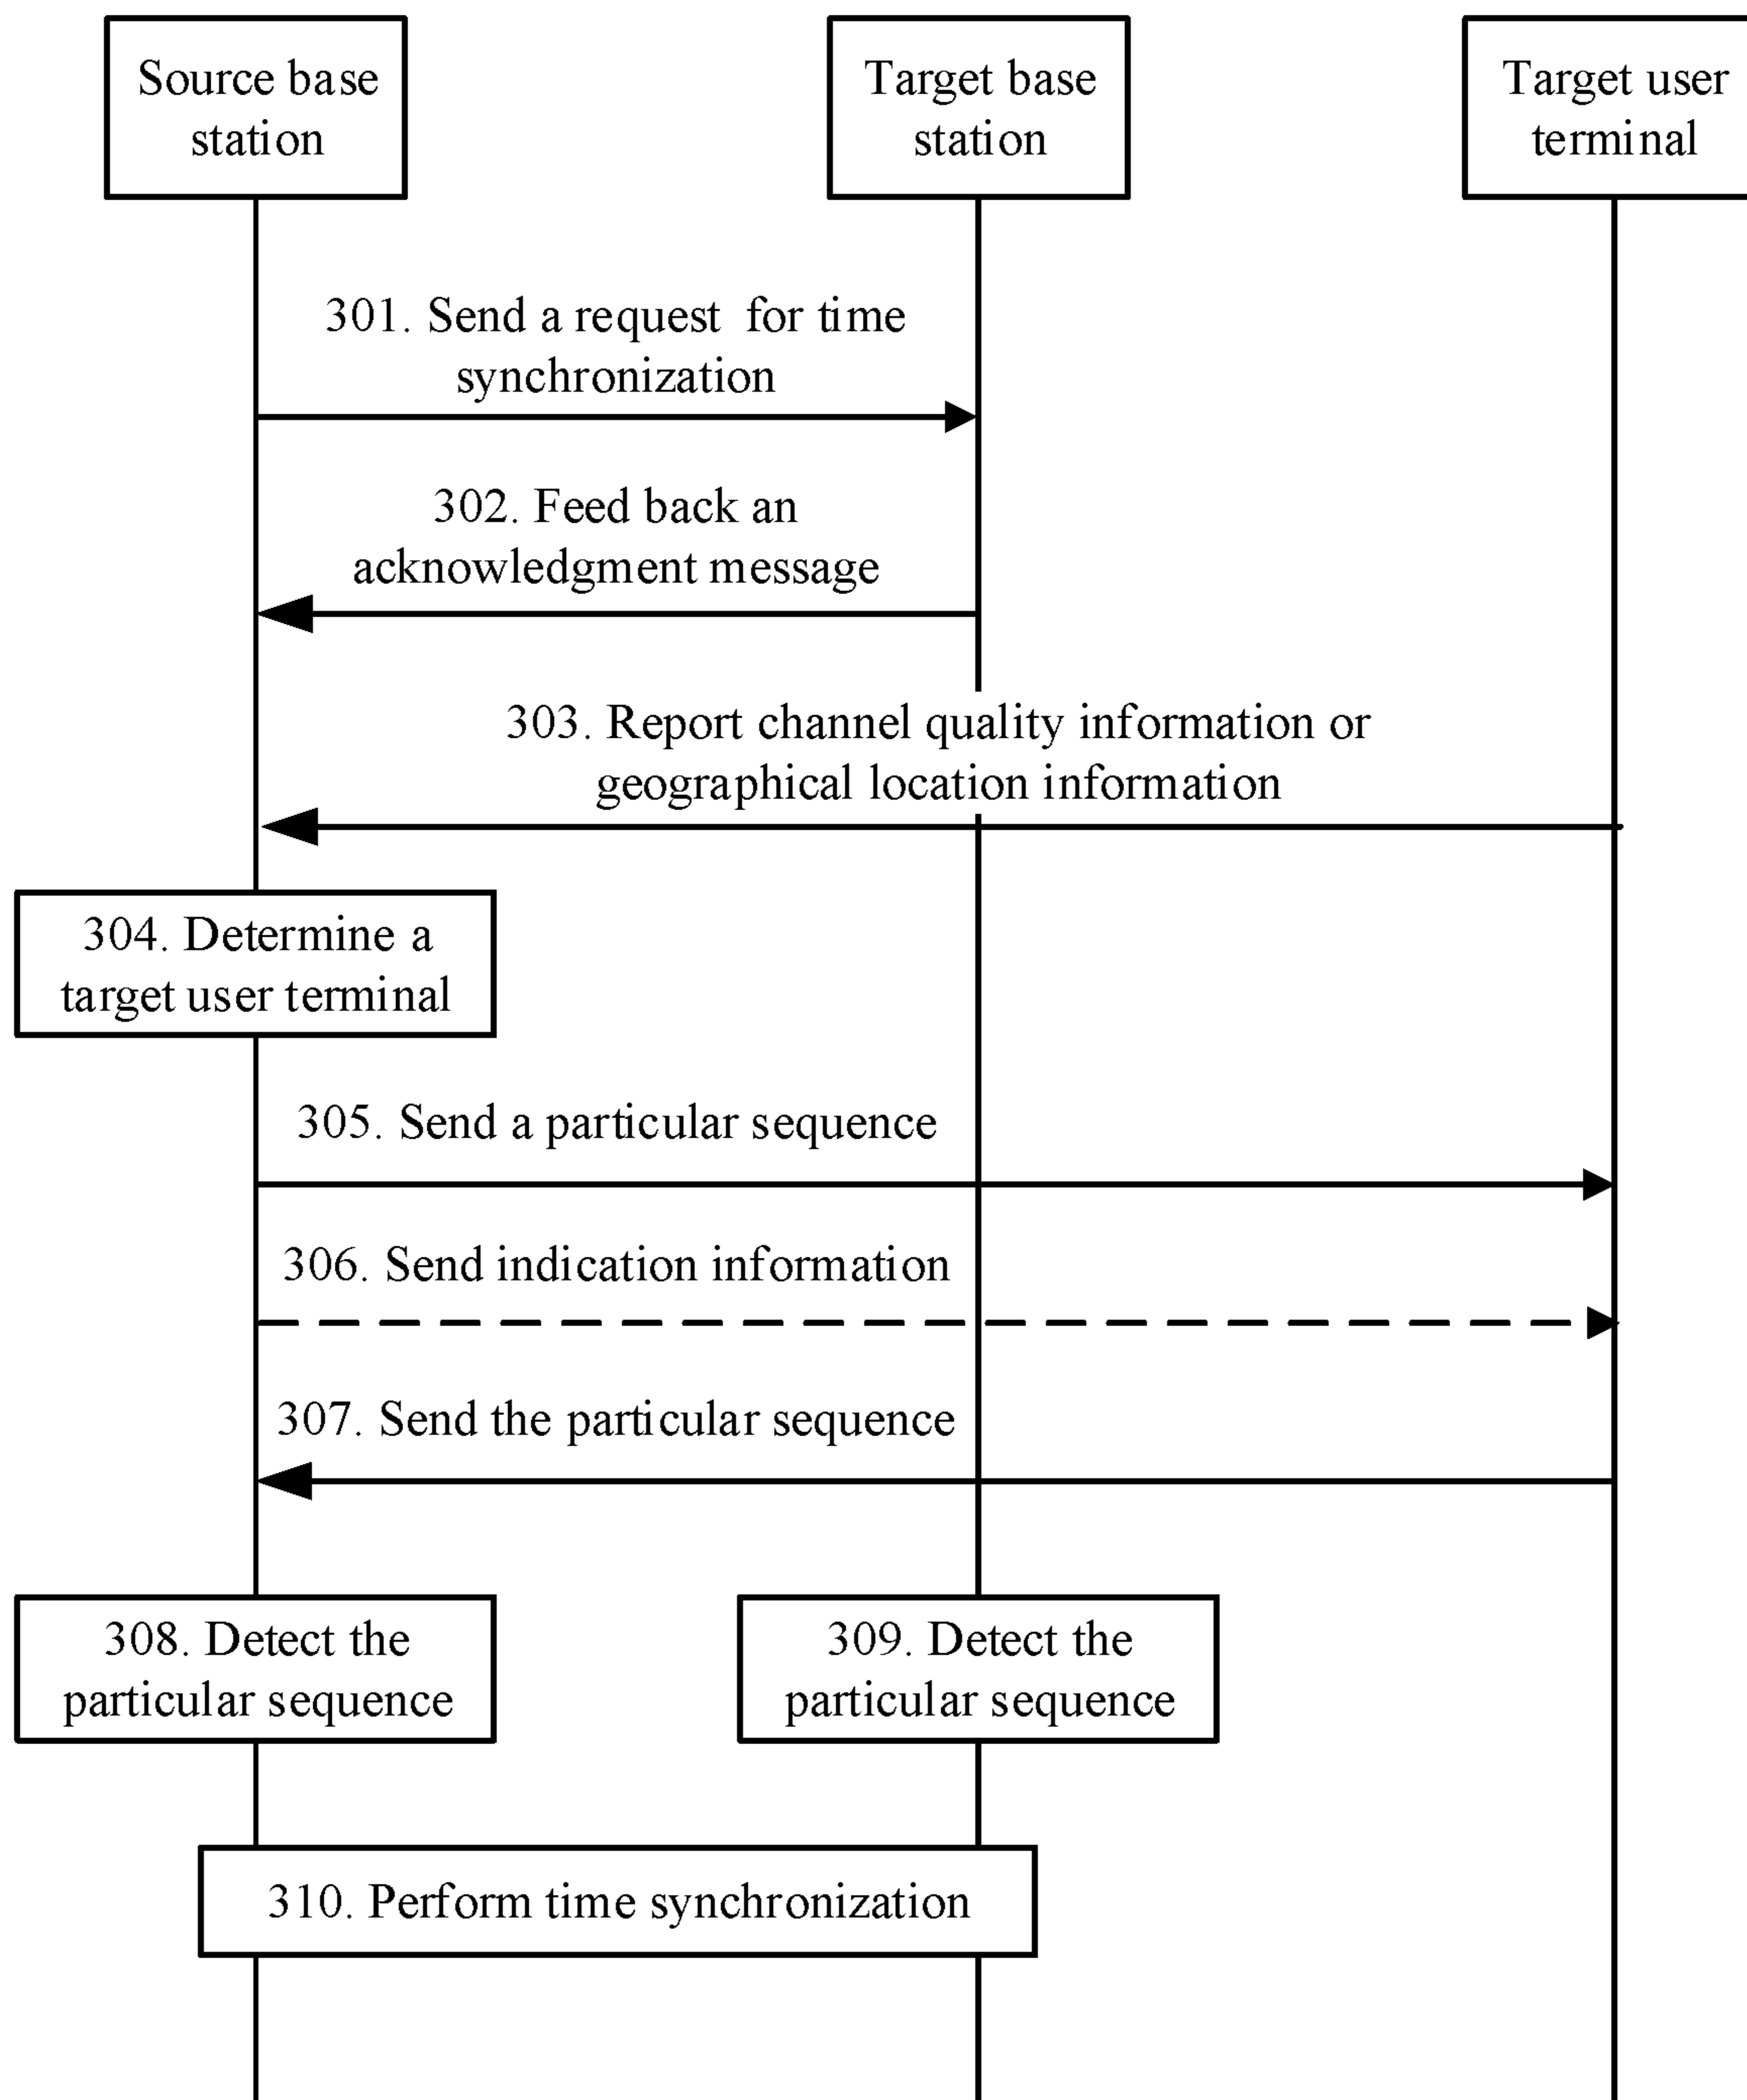 Source base
station
Target base
station
Target user
terminal
301. Send a request for time
synchronization
302. Feed back an
acknowledgment message
303. Report channel quality information or
geographical location information
304. Determine a
target user terminal
305. Send a particular sequence
306. Send indication information
307. Send the particular sequence
308. Detect the
particular sequence
309. Detect the
particular sequence
310. Perform time synchronization